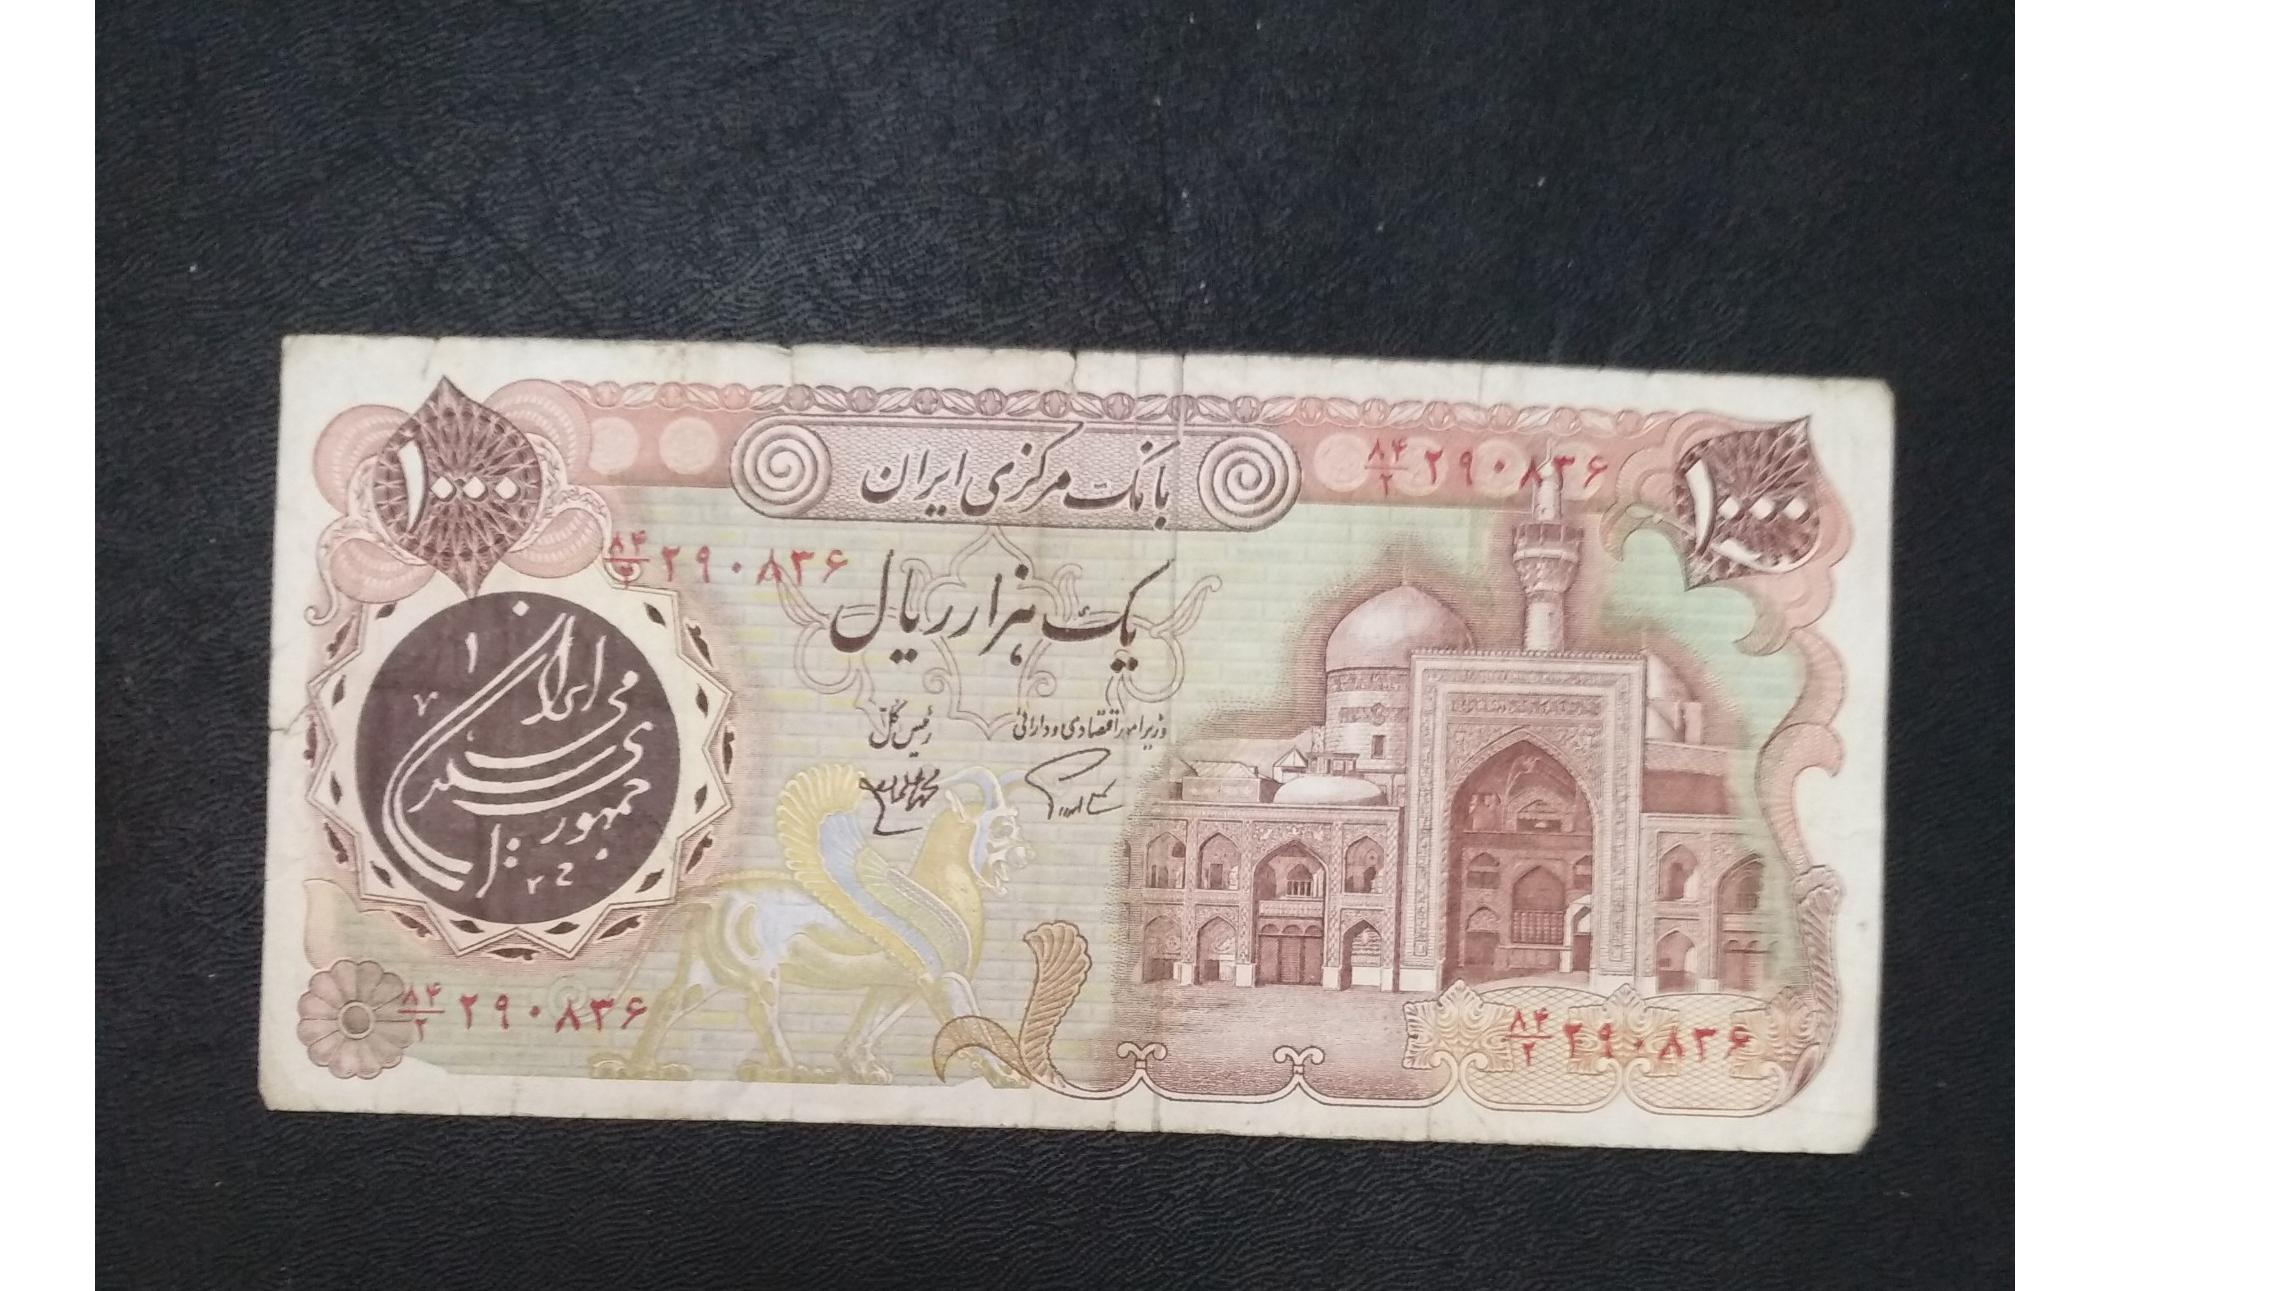 ۱۰۰۰
بانک مرکزی ایران
۸۴/۲ ۲۹۰۸۳۶
۱۰۰۰
۸۴/۲ ۲۹۰۸۳۶
یک هزار ریال
جمهوری اسلامی ایران
رئیس کل
وزیر امور اقتصادی و دارائی
۸۴/۲ ۲۹۰۸۳۶
۸۴/۲ ۲۹۰۸۳۶